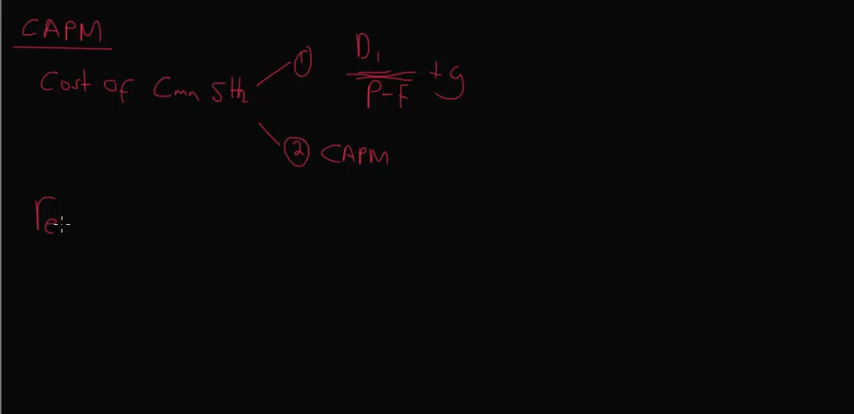 CAPM
Cost of Cmn Stk
① D₁
P-F
+g
② CAPM
re